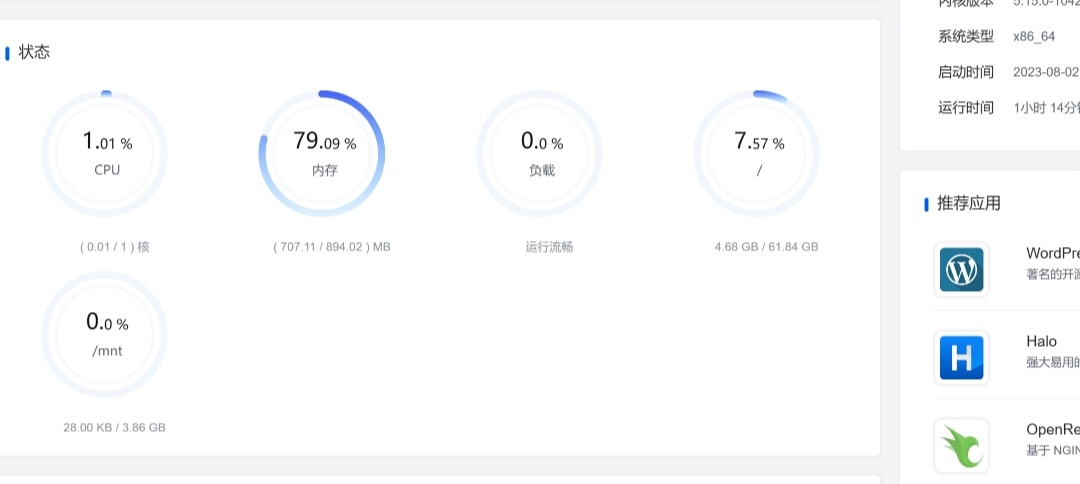 状态
1.01 %
CPU
( 0.01 / 1 ) 核
79.09 %
内存
( 707.11 / 894.02 ) MB
0.0 %
负载
运行流畅
7.57 %
/
4.68 GB / 61.84 GB
0.0 %
/mnt
28.00 KB / 3.86 GB
内核版本 5.15.0-1042
系统类型 x86_64
启动时间 2023-08-02
运行时间 1小时 14分
推荐应用
WordPre
著名的开
Halo
强大易用
OpenRe
基于 NGIN